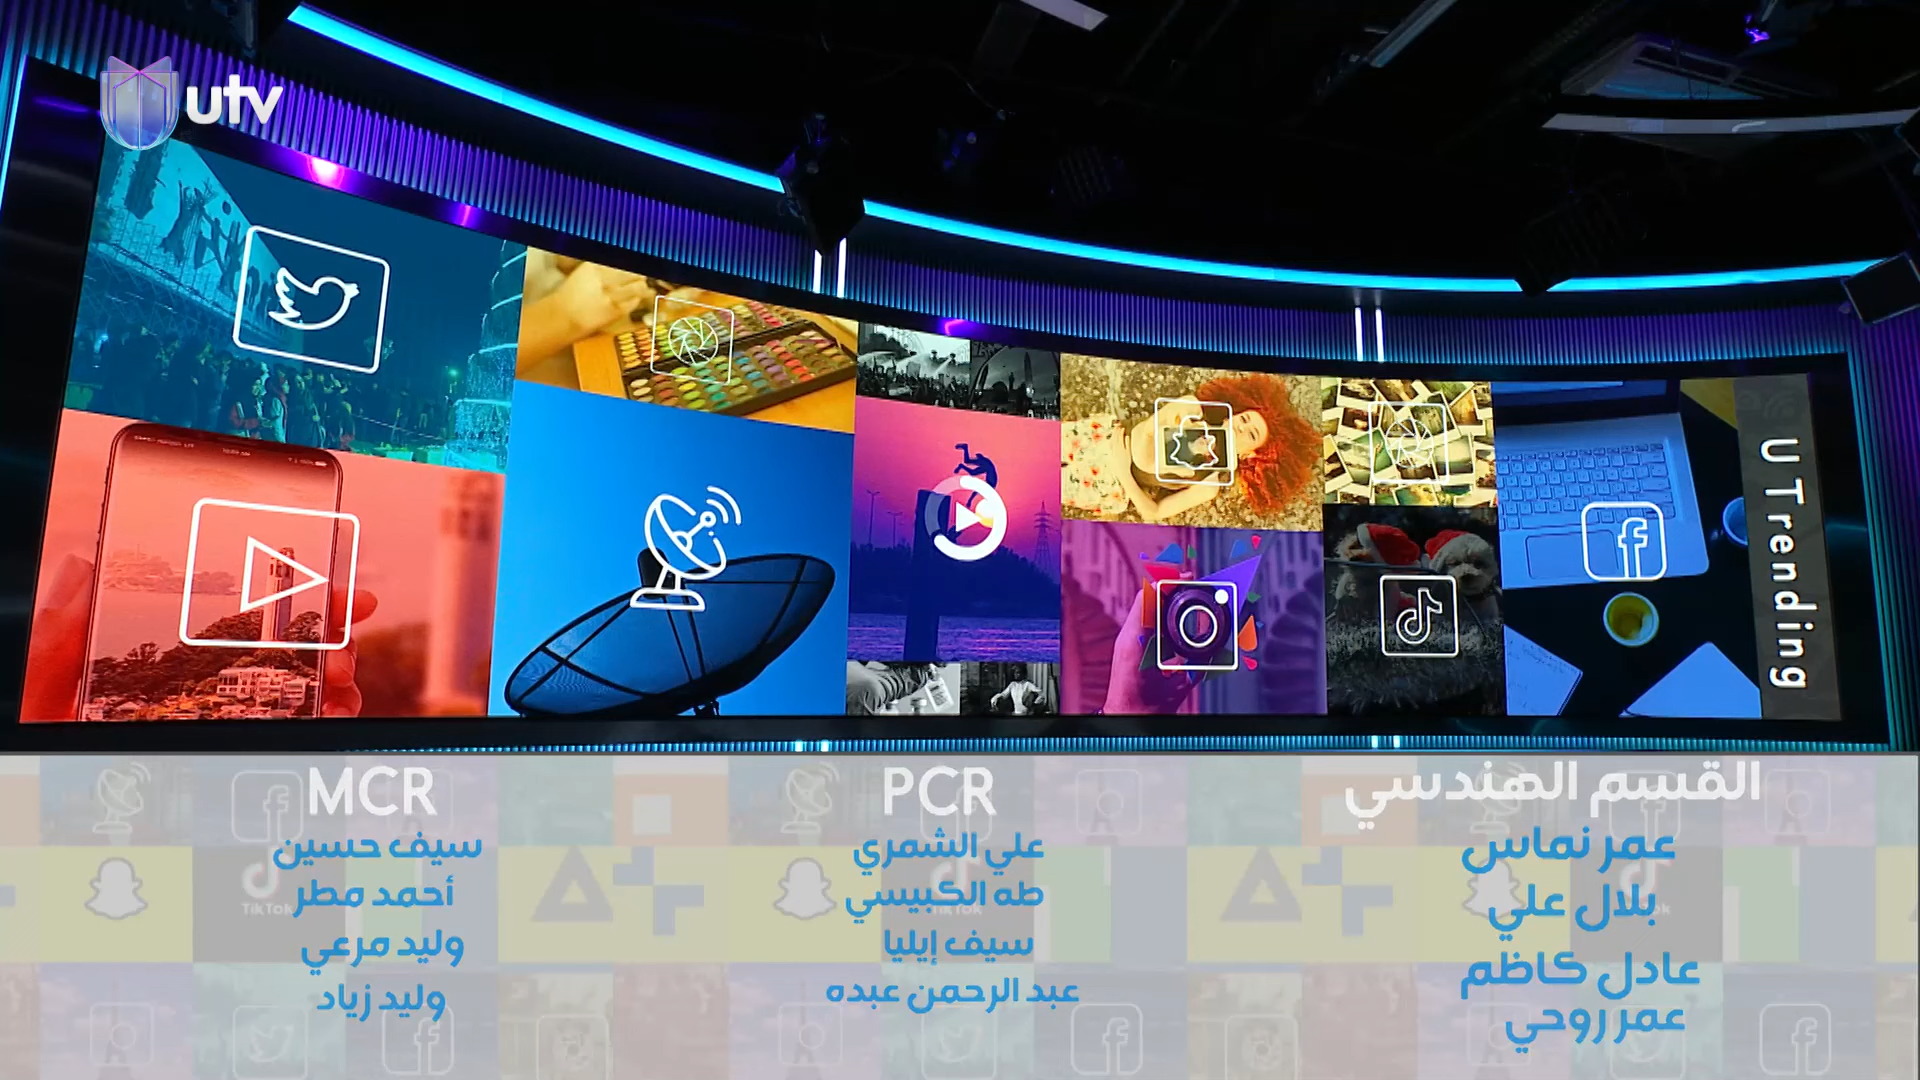 utv
U Trending
القسم الهندسي
عمر نماس
بلال علي
عادل كاظم
عمر روحي
PCR
علي الشمري
طه الكبيسي
سيف إيليا
عبد الرحمن عبده
MCR
سيف حسين
أحمد مطر
وليد مرعي
وليد زياد
TikTok